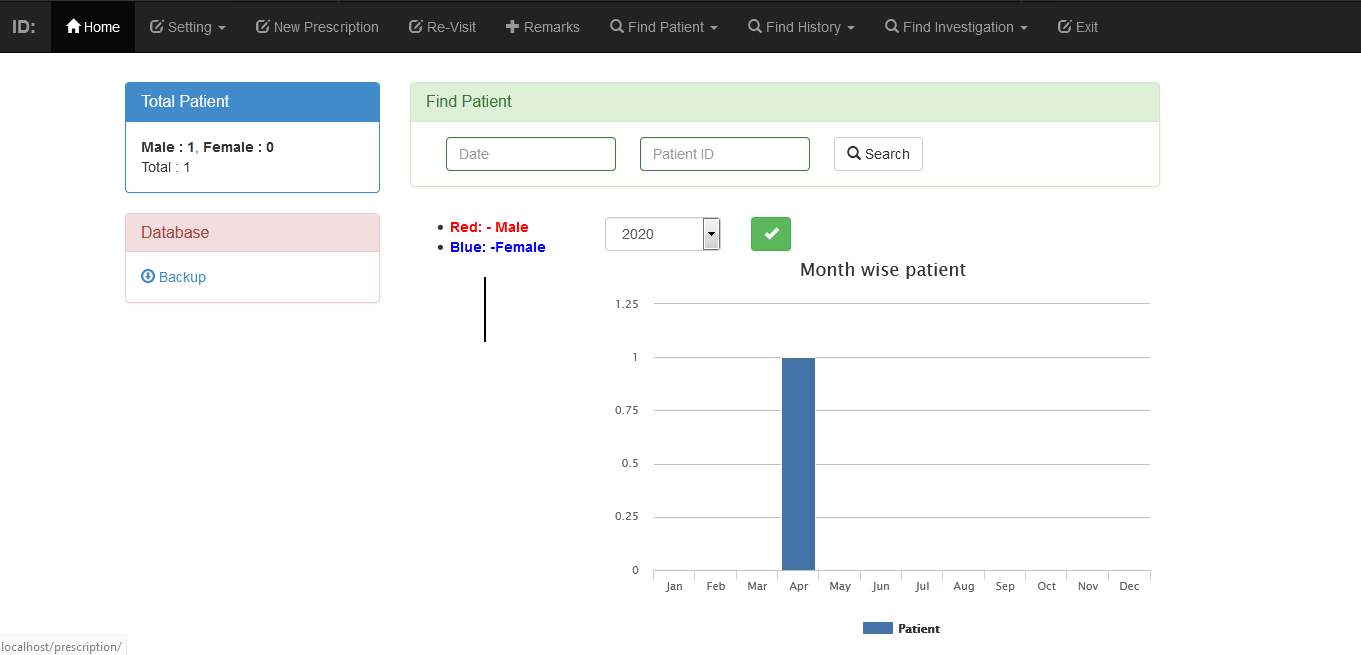 ID: Home Setting New Prescription Re-Visit Remarks Find Patient Find History Find Investigation Exit
Total Patient
Male : 1, Female : 0
Total : 1
Database
Backup
Find Patient
Date Patient ID Search
Red: - Male
Blue: -Female
2020
Month wise patient
1.25
1
0.75
0.5
0.25
0
Jan Feb Mar Apr May Jun Jul Aug Sep Oct Nov Dec
Patient
localhost/prescription/